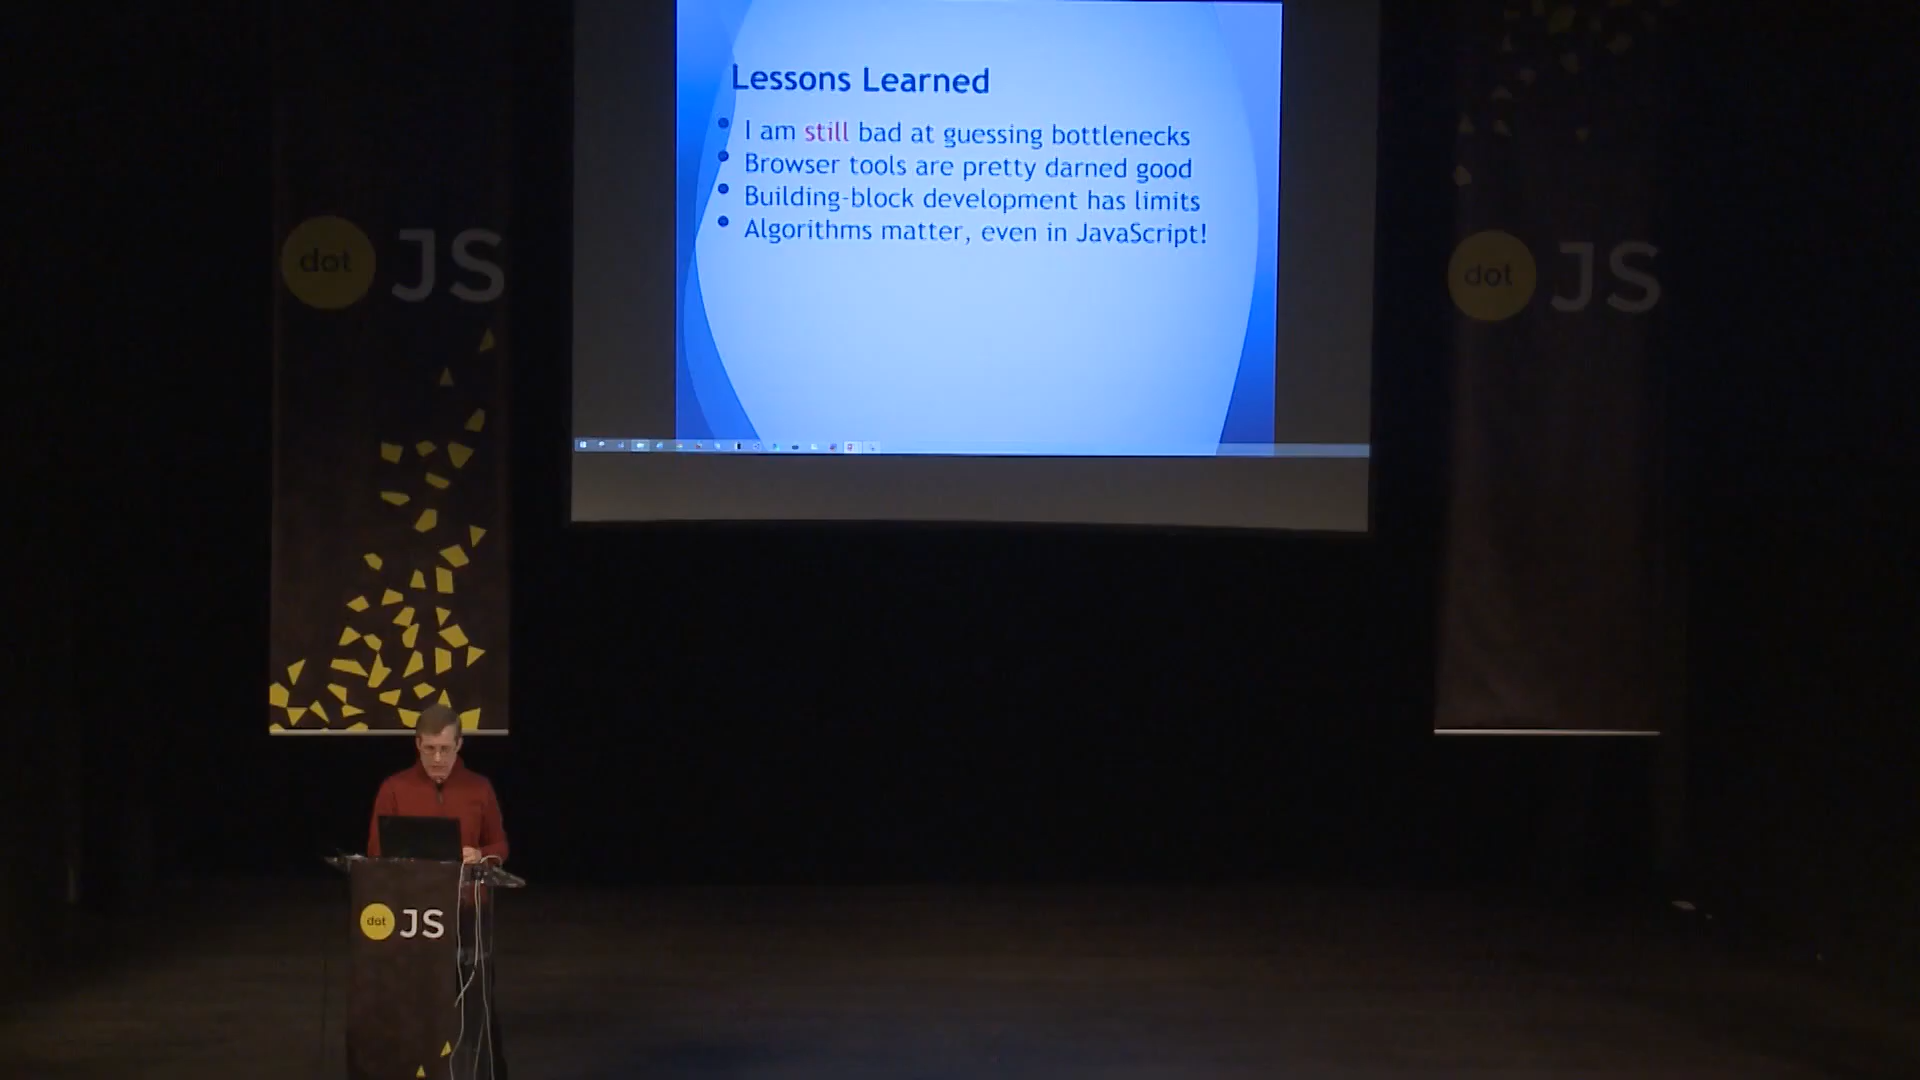 Lessons Learned
I am still bad at guessing bottlenecks
Browser tools are pretty darned good
Building-block development has limits
Algorithms matter, even in JavaScript!
dot JS
dot JS
dot JS